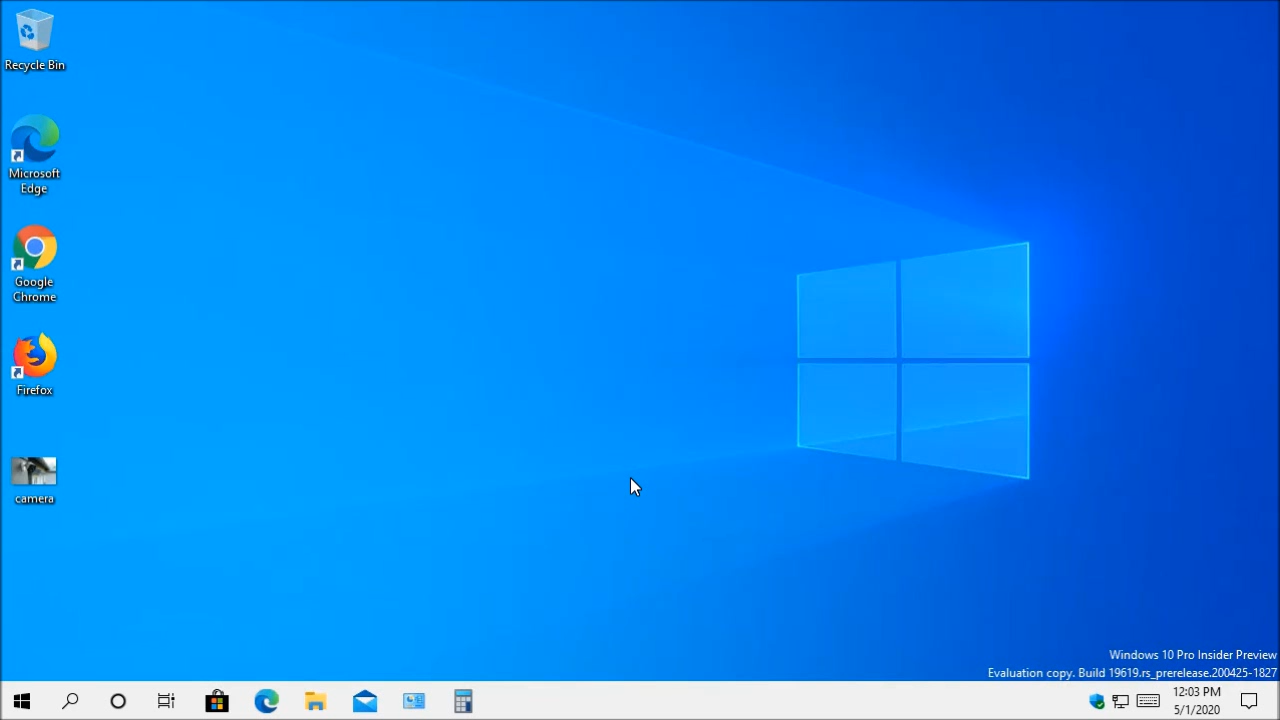 Recycle Bin
Microsoft
Edge
Google
Chrome
Firefox
camera
Windows 10 Pro Insider Preview
Evaluation copy. Build 19619.rs_prerelease.200425-1827
12:03 PM
5/1/2020